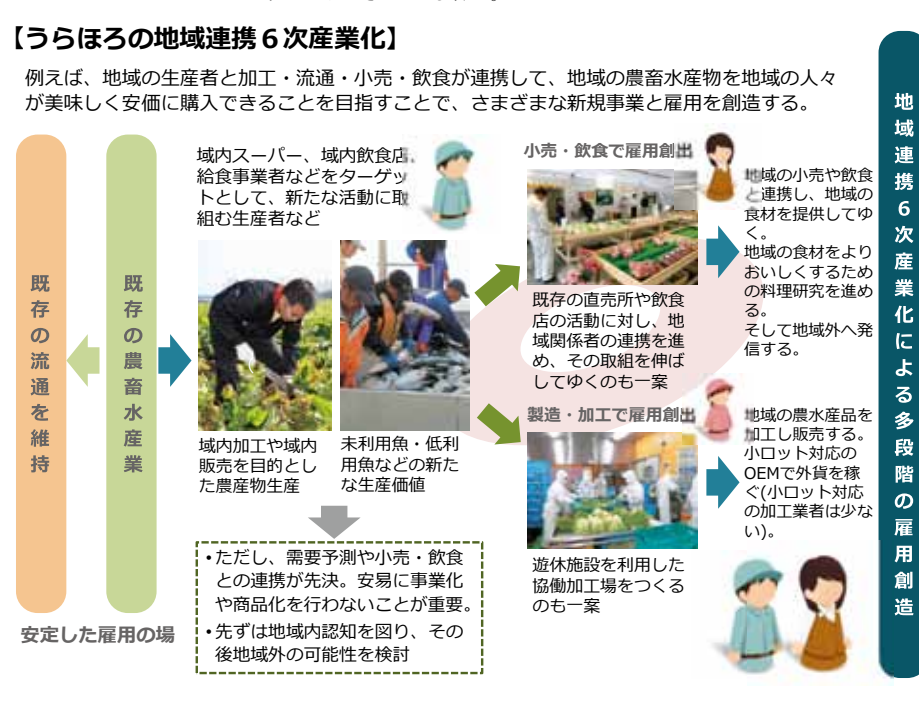 【うらほろの地域連携６次産業化】
例えば、地域の生産者と加工・流通・小売・飲食が連携して、地域の農畜水産物を地域の人々
が美味しく安価に購入できることを目指すことで、さまざまな新規事業と雇用を創造する。
既存の流通を維持
既存の農畜水産業
安定した雇用の場
域内スーパー、域内飲食店、
給食事業者などをターゲッ
トとして、新たな活動に取
組む生産者など
域内加工や域内
販売を目的とし
た農産物生産
未利用魚・低利
用魚などの新た
な生産価値
•ただし、需要予測や小売・飲食
との連携が先決。安易に事業化
や商品化を行わないことが重要。
•先ずは地域内認知を図り、その
後地域外の可能性を検討
小売・飲食で雇用創出
既存の直売所や飲食
店の活動に対し、地
域関係者の連携を進
め、その取組を伸ば
してゆくのも一案
地域の小売や飲食
と連携し、地域の
食材を提供してゆ
く。
地域の食材をより
おいしくするため
の料理研究を進め
る。
そして地域外へ発
信する。
製造・加工で雇用創出
遊休施設を利用した
協働加工場をつくる
のも一案
地域の農水産品を
加工し販売する。
小ロット対応の
OEMで外貨を稼
ぐ(小ロット対応
の加工業者は少な
い)。
地域連携６次産業化による多段階の雇用創造